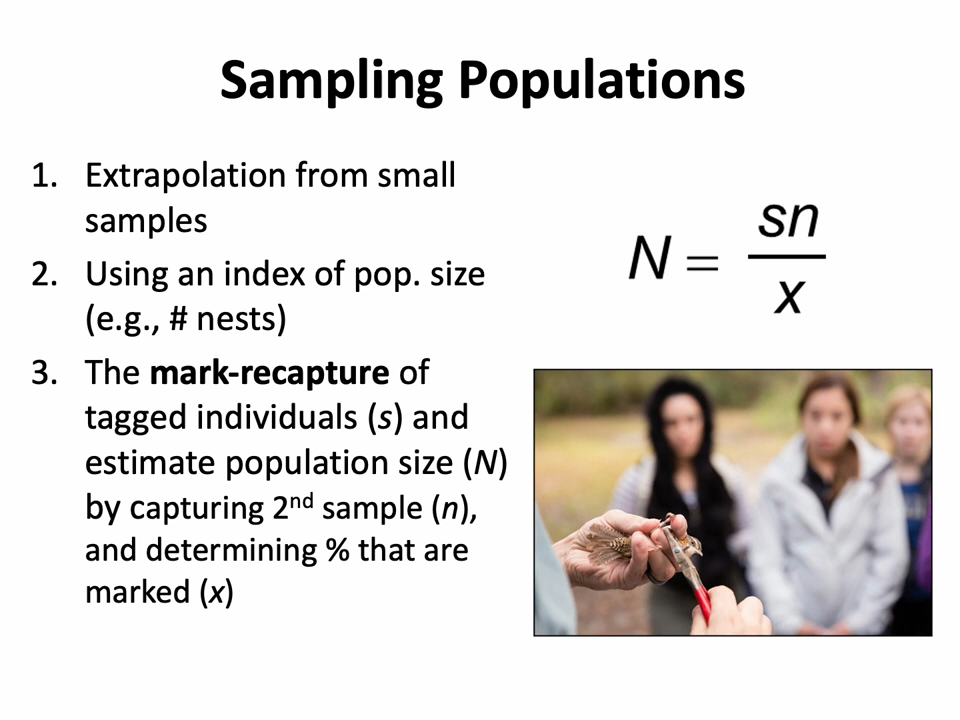 Sampling Populations
1. Extrapolation from small
samples
2. Using an index of pop. size
(e.g., # nests)
3. The mark-recapture of
tagged individuals (s) and
estimate population size (N)
by capturing 2nd sample (n),
and determining % that are
marked (x)
N = sn
x